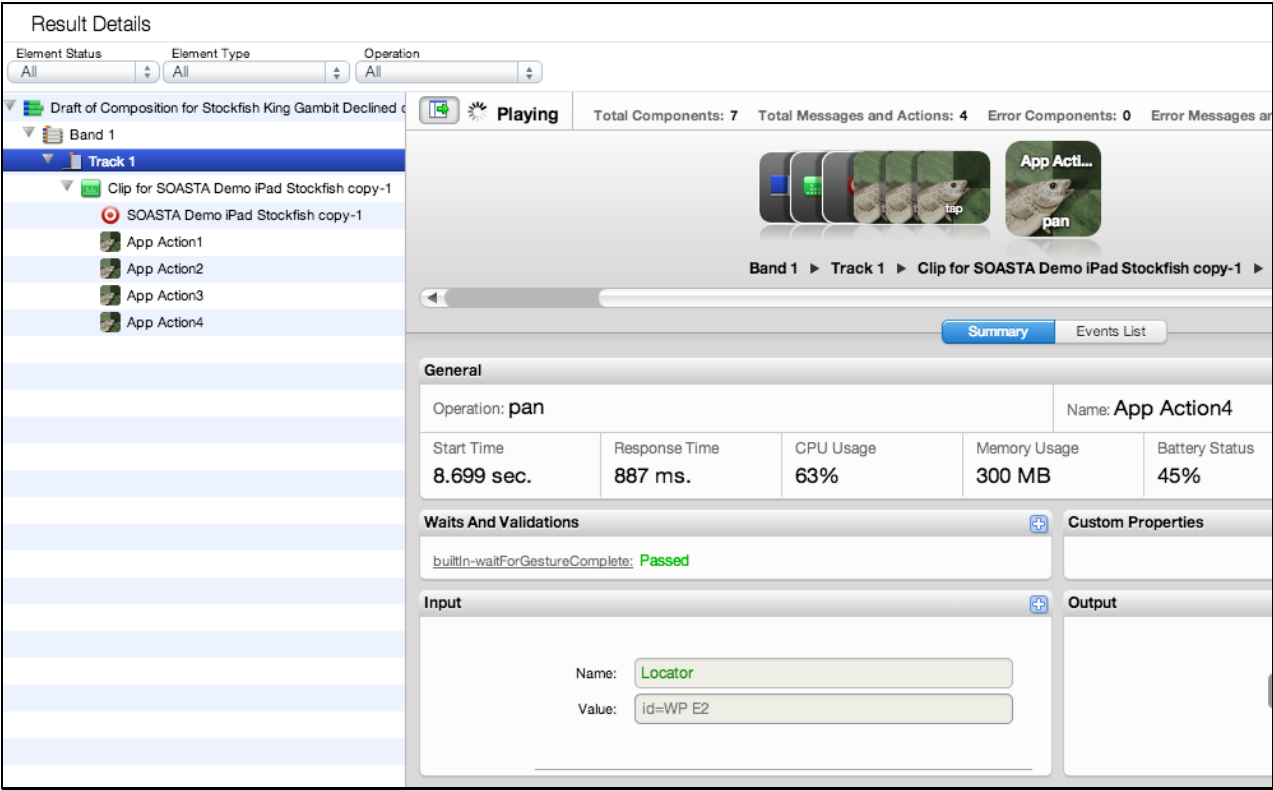 Result Details
Element Status Element Type Operation
All All All
Draft of Composition for Stockfish King Gambit Declined
Band 1
Track 1
Clip for SOASTA Demo iPad Stockfish copy-1
SOASTA Demo iPad Stockfish copy-1
App Action1
App Action2
App Action3
App Action4
Playing Total Components: 7 Total Messages and Actions: 4 Error Components: 0 Error Messages
App Acti...
tap
pan
Band 1 ▶ Track 1 ▶ Clip for SOASTA Demo iPad Stockfish copy-1 ▶
Summary Events List
General
Operation: pan Name: App Action4
Start Time Response Time CPU Usage Memory Usage Battery Status
8.699 sec. 887 ms. 63% 300 MB 45%
Waits And Validations Custom Properties
builtIn-waitForGestureComplete: Passed
Input Output
Name: Locator
Value: id=WP E2